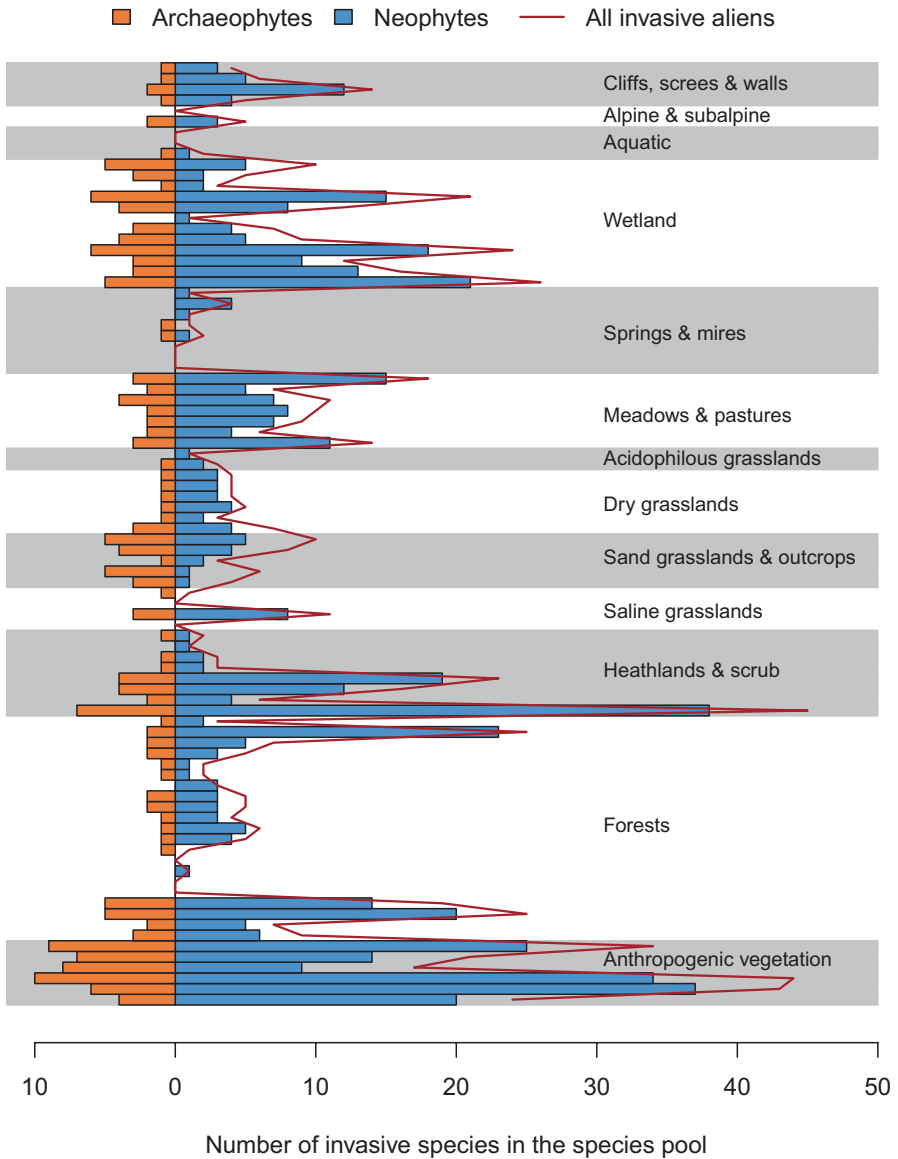 Archaeophytes Neophytes All invasive aliens
Cliffs, screes & walls
Alpine & subalpine
Aquatic
Wetland
Springs & mires
Meadows & pastures
Acidophilous grasslands
Dry grasslands
Sand grasslands & outcrops
Saline grasslands
Heathlands & scrub
Forests
Anthropogenic vegetation
10 0 10 20 30 40 50
Number of invasive species in the species pool